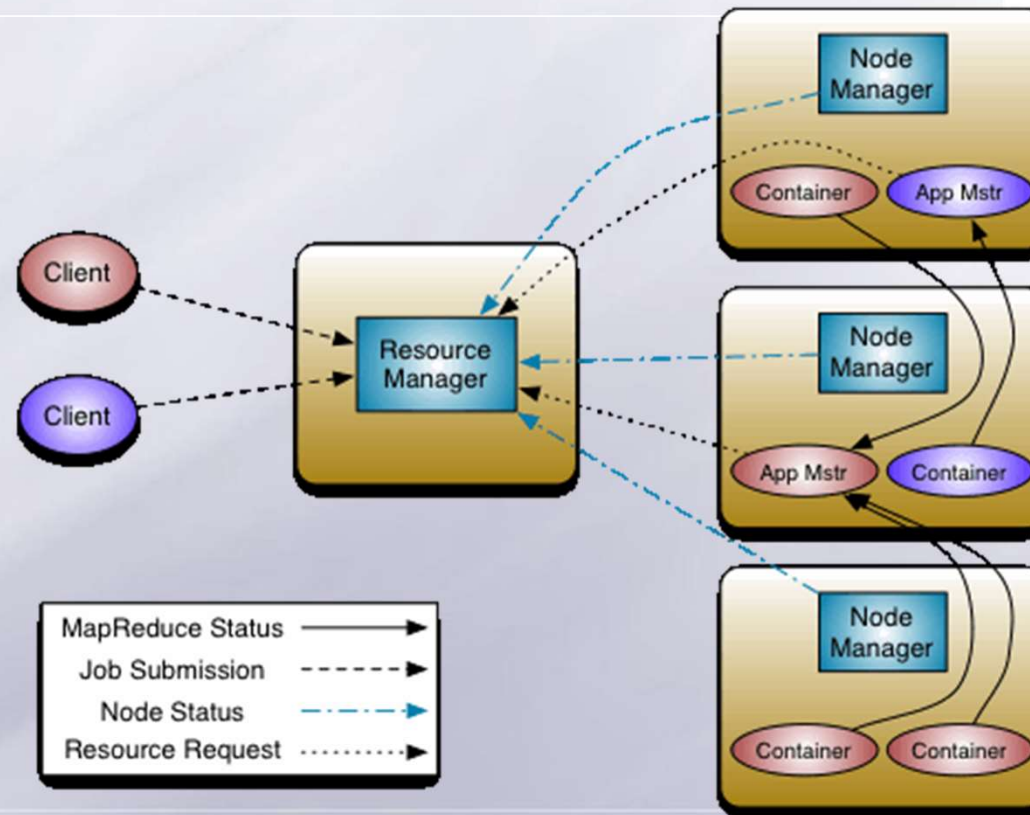 Node
Manager
Container
App Mstr
Client
Client
Resource
Manager
Node
Manager
App Mstr
Container
MapReduce Status
Job Submission
Node Status
Resource Request
Node
Manager
Container
Container